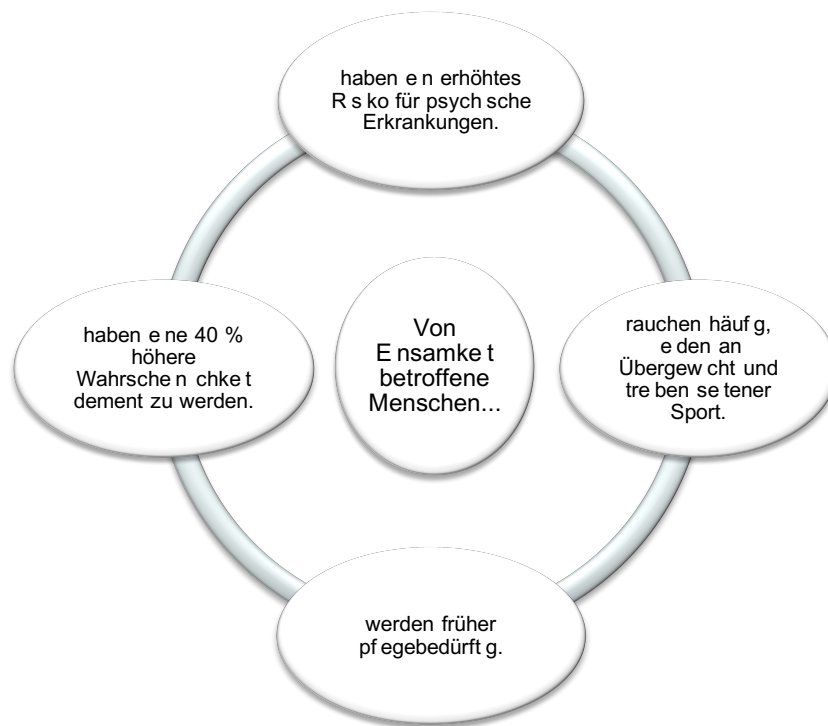 haben e n erhöhtes
R s ko für psych sche
Erkrankungen.
haben e ne 40 %
höhere
Wahrsche n chke t
dement zu werden.
Von
E nsamke t
betroffene
Menschen...
rauchen häuf g,
e den an
Übergew cht und
tre ben se tener
Sport.
werden früher
pf egebedürft g.